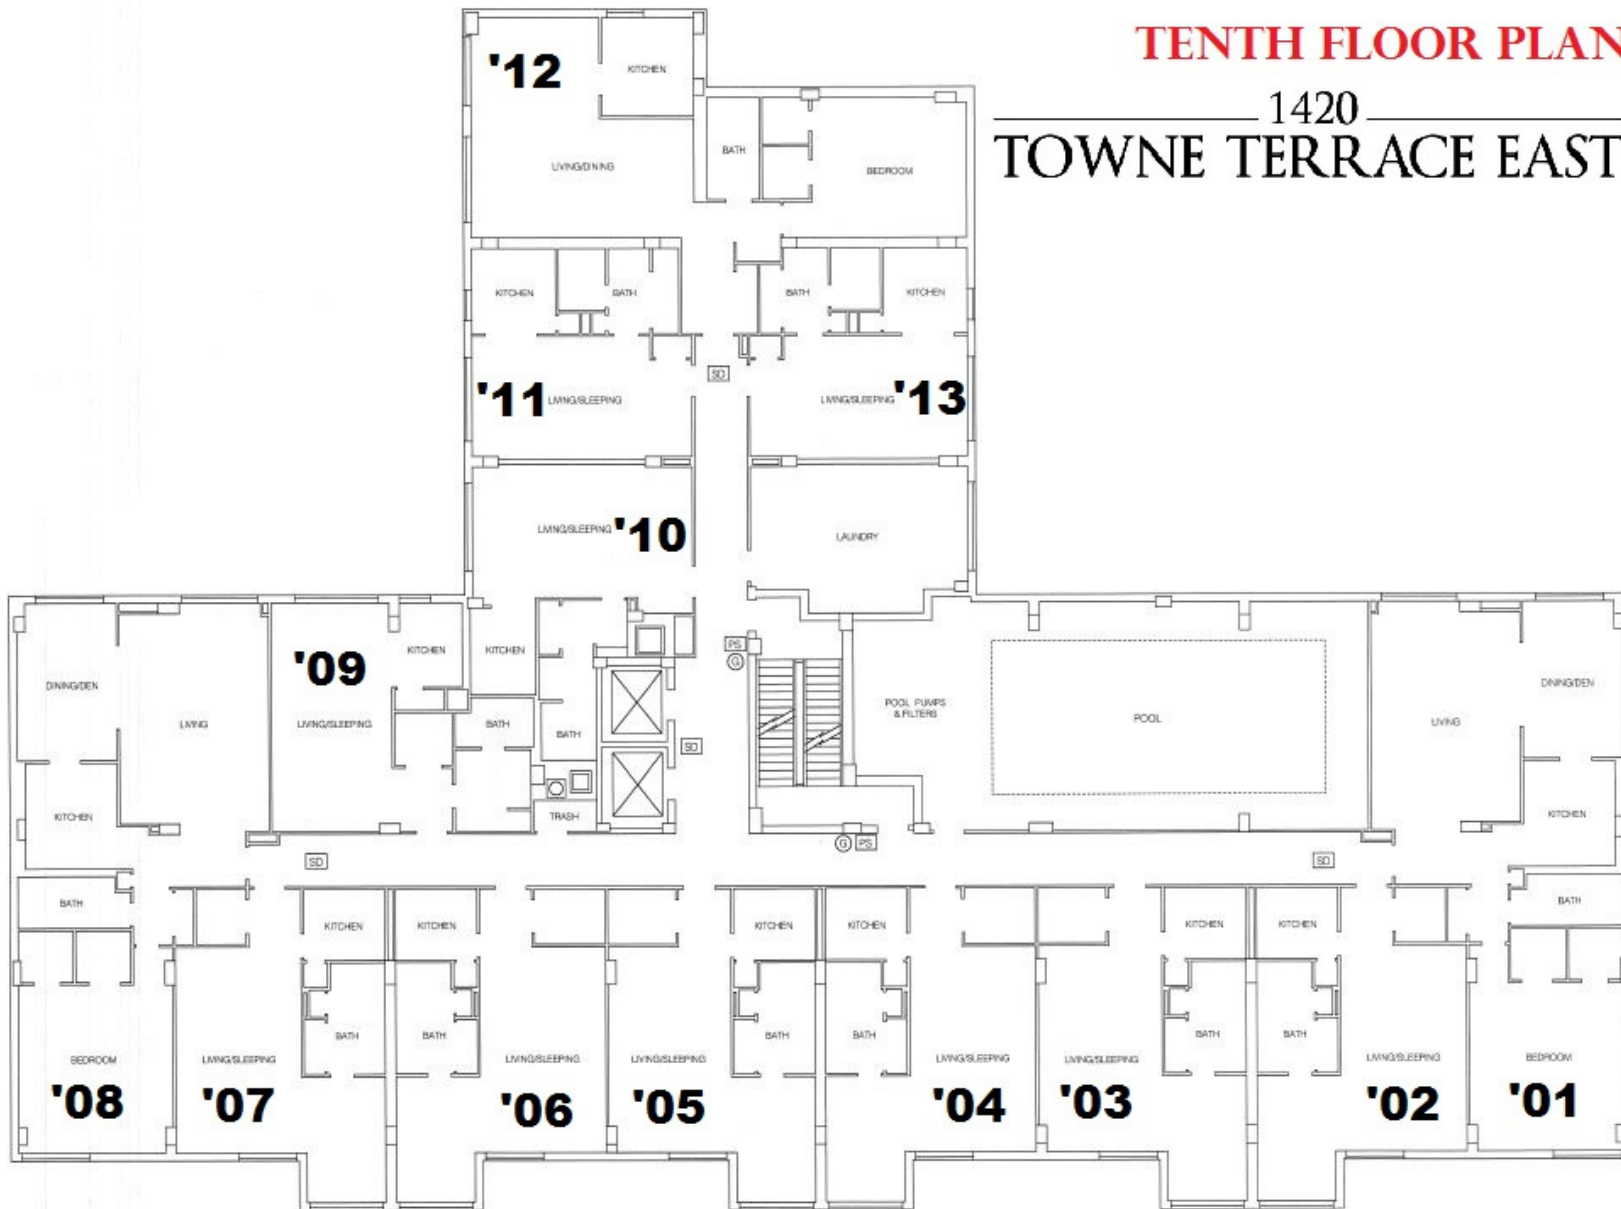 TENTH FLOOR PLAN
1420
TOWNE TERRACE EAST
'12
KITCHEN
LIVING/DINING
BATH
BEDROOM
KITCHEN
BATH
BATH
KITCHEN
SD
'11
LIVING/SLEEPING
LIVING/SLEEPING
'13
LIVING/SLEEPING
'10
LAUNDRY
DINING/DEN
LIVING
'09
LIVING/SLEEPING
KITCHEN
KITCHEN
BATH
BATH
TRASH
PS
G
SD
POOL PUMPS
& FILTERS
POOL
LIVING
DINING/DEN
KITCHEN
KITCHEN
SD
G
PS
SD
BATH
KITCHEN
KITCHEN
KITCHEN
KITCHEN
KITCHEN
KITCHEN
BATH
BATH
BATH
BATH
BATH
BATH
BATH
BEDROOM
LIVING/SLEEPING
LIVING/SLEEPING
LIVING/SLEEPING
LIVING/SLEEPING
LIVING/SLEEPING
LIVING/SLEEPING
BEDROOM
'08
'07
'06
'05
'04
'03
'02
'01